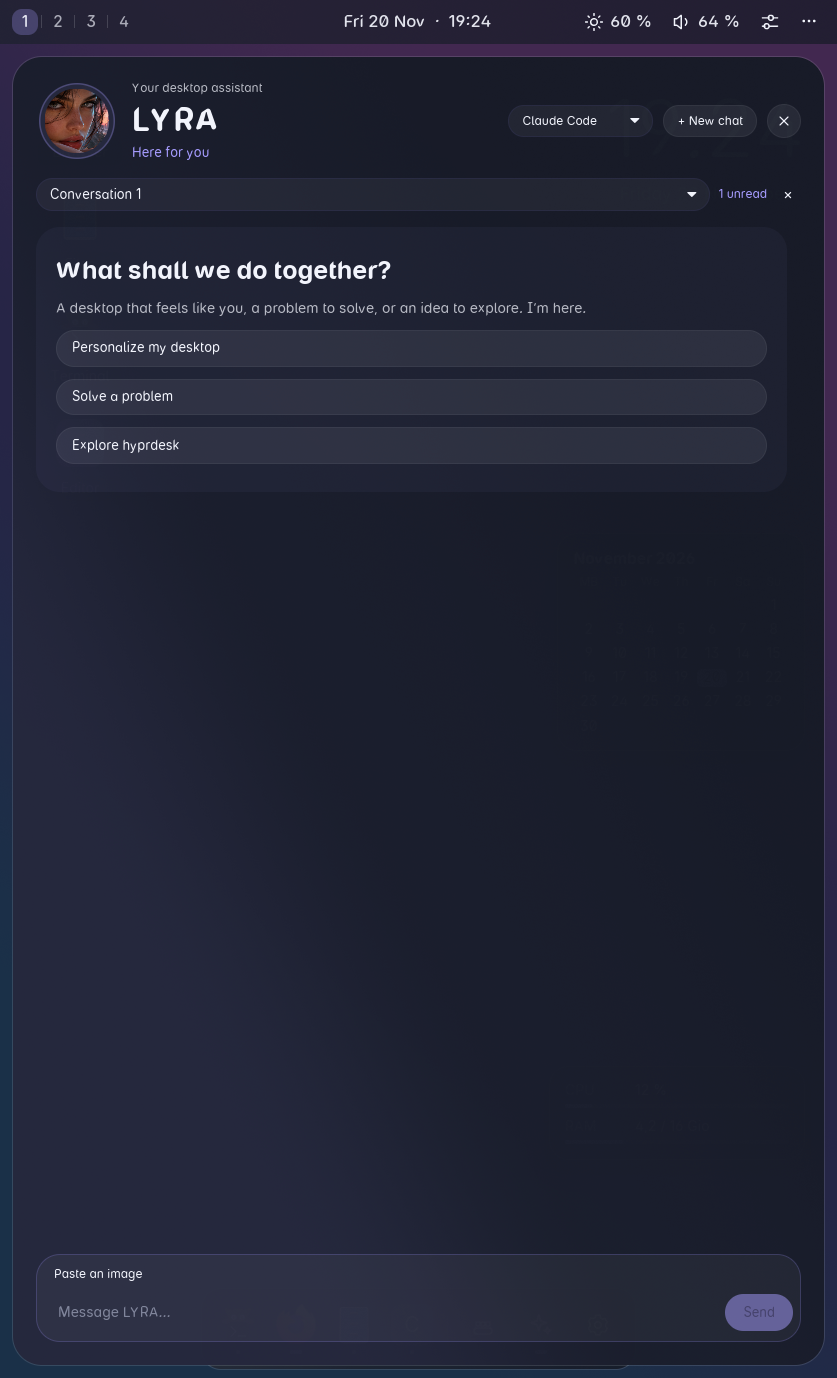 1 2 3 4
Fri 20 Nov · 19:24
60 % 64 % ...
Your desktop assistant
LYRA
Here for you
Claude Code
+ New chat
Conversation 1
1 unread ×
What shall we do together?
A desktop that feels like you, a problem to solve, or an idea to explore. I'm here.
Personalize my desktop
Solve a problem
Explore hyprdesk
Paste an image
Message LYRA...
Send